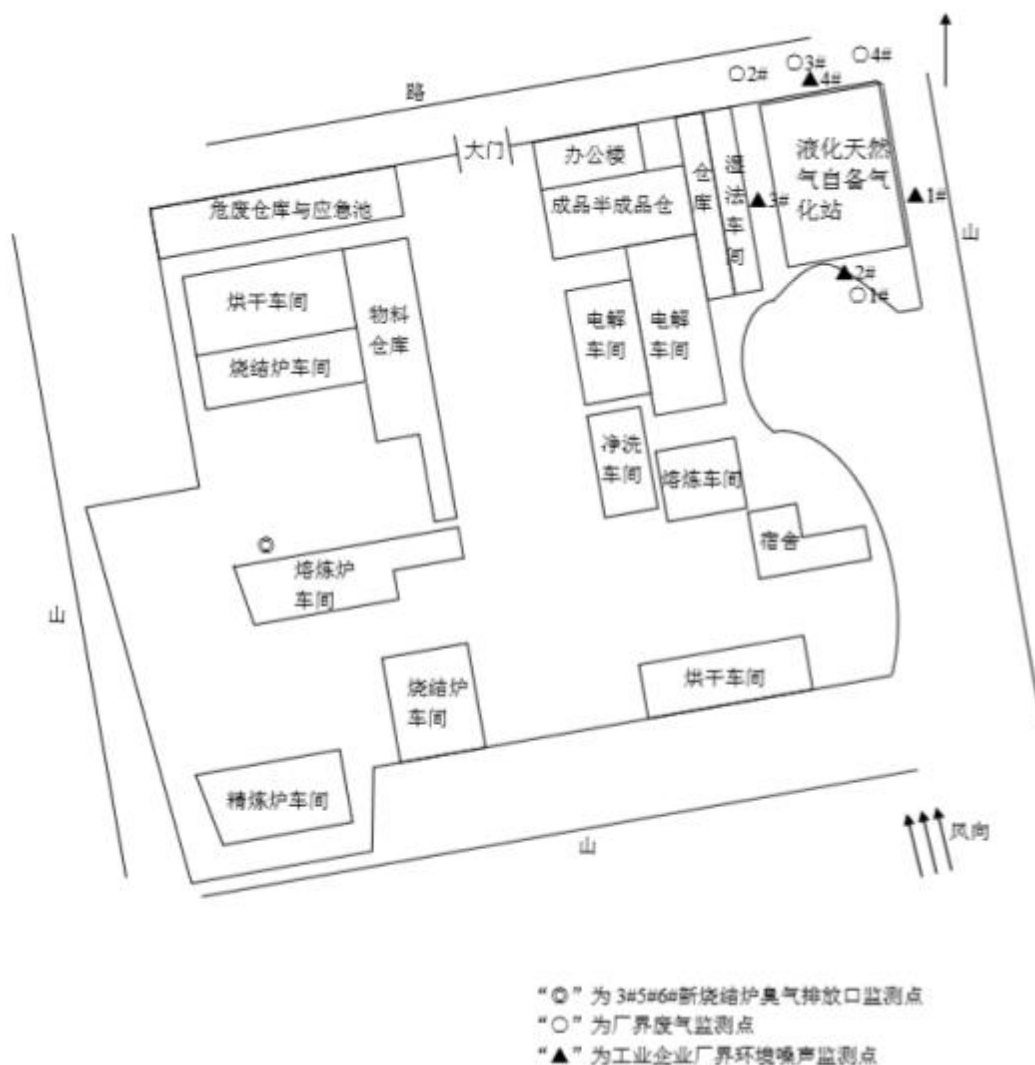 路
○2#
○3#
○4#
▲4#
大门
办公楼
仓库
湿法车间
液化天然
气自备气
化站
▲3#
▲1#
危废仓库与应急池
成品半成品仓
山
▲2#
○1#
烘干车间
物料
仓库
电解
车间
电解
车间
烧结炉车间
净洗
车间
熔炼车间
宿舍
◎
熔炼炉
车间
山
烧结炉
车间
烘干车间
精炼炉车间
山
风向
“◎”为 3#5#6#新烧结炉臭气排放口监测点
“○”为厂界废气监测点
“▲”为工业企业厂界环境噪声监测点